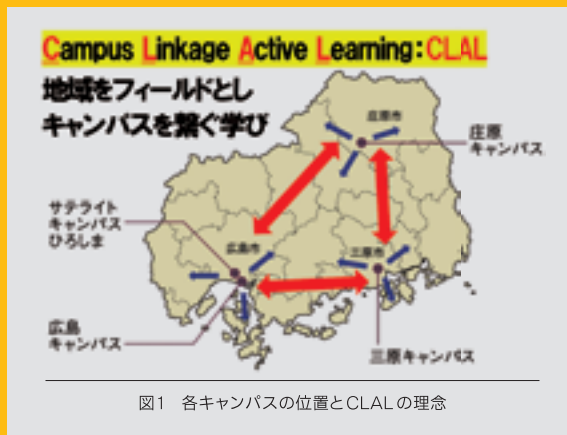 Campus Linkage Active Learning:CLAL
地域をフィールドとし
キャンパスを繋ぐ学び
庄原市
庄原
キャンパス
サテライト
キャンパス
ひろしま
広島市
三原市
広島
キャンパス
三原キャンパス
図1 各キャンパスの位置とCLALの理念